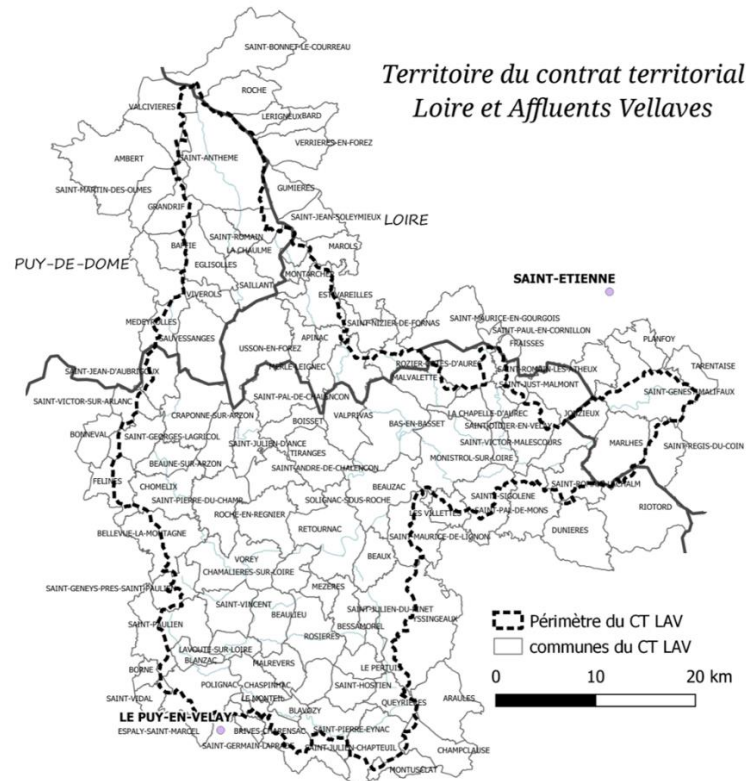 Territoire du contrat territorial
Loire et Affluents Vellaves
SAINT-BONNET-LE-COURREAU
ROCHE
VALCIVIERES
LERIGNEUX
BARD
VERRIERES-EN-FOREZ
SAINT-ANTHEME
AMBERT
SAINT-MARTIN-DES-OLMES
GUMIERES
GRANDRIF
SAINT-JEAN-SOLEYMIEUX
LOIRE
SAINT-ROMAIN
BAFFIE
LA CHAULME
MAROLS
PUY-DE-DOME
EGLISOLLES
MONTARCHER
SAINT-ETIENNE
SAILLANT
VIVEROLS
ESTIVAREILLES
MEDEYROLLES
SAINT-NIZIER-DE-FORNAS
SAINT-MAURICE-EN-GOURGOIS
SAINT-PAUL-EN-CORNILLON
SAUVESSANGES
APINAC
FRAISSES
PLANFOY
USSON-EN-FOREZ
ROZIER-COTES-D'AUREC
TARENTAISE
MERLE-LEIGNEC
SAINT-ROMAIN-LES-ATHEUX
SAINT-JEAN-D'AUBRIGOUX
MALVALETTE
SAINT-JUST-MALMONT
SAINT-GENEST-MALIFAUX
SAINT-VICTOR-SUR-ARLANC
SAINT-PAL-DE-CHALENCON
CRAPONNE-SUR-ARZON
VALPRIVAS
LA CHAPELLE-D'AUREC
JONZIEUX
BOISSET
BAS-EN-BASSET
SAINT-DIDIER-EN-VELAY
MARLHES
BONNEVAL
SAINT-GEORGES-LAGRICOL
SAINT-JULIEN-D'ANCE
SAINT-VICTOR-MALESCOURS
SAINT-REGIS-DU-COIN
TIRANGES
MONISTROL-SUR-LOIRE
BEAUNE-SUR-ARZON
SAINT-ANDRE-DE-CHALENCON
FELINES
CHOMELIX
BEAUZAC
SAINT-ROMAIN-LACHALM
SAINT-PIERRE-DU-CHAMP
SOLIGNAC-SOUS-ROCHE
SAINTE-SIGOLENE
RIOTORD
ROCHE-EN-REGNIER
LES VILLETTES
SAINT-PAL-DE-MONS
BELLEVUE-LA-MONTAGNE
RETOURNAC
DUNIERES
SAINT-MAURICE-DE-LIGNON
VOREY
BEAUX
CHAMALIERES-SUR-LOIRE
SAINT-GENEYS-PRES-SAINT-PAULIEN
MEZERES
SAINT-VINCENT
SAINT-JULIEN-DU-PINET
BEAULIEU
YSSINGEAUX
Périmètre du CT LAV
SAINT-PAULIEN
BESSAMOREL
ROSIERES
communes du CT LAV
LAVOUTE-SUR-LOIRE
BLANZAC
MALREVERS
LE PERTUIS
BORNE
POLIGNAC
CHASPINHAC
SAINT-HOSTIEN
0 10 20 km
SAINT-VIDAL
LE MONTEIL
QUEYRIERES
ARAULES
BLAVOZY
LE PUY-EN-VELAY
ESPALY-SAINT-MARCEL
BRIVES-CHARENSAC
SAINT-PIERRE-EYNAC
SAINT-GERMAIN-LAPRADE
SAINT-JULIEN-CHAPTEUIL
CHAMPCLAUSE
MONTUSCLAT